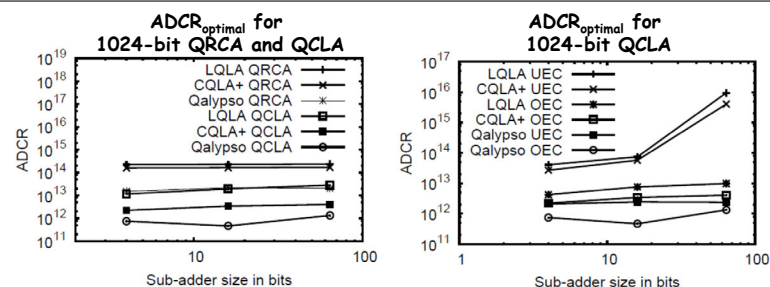 ADCRoptimal for
1024-bit QRCA and QCLA
10^19
10^18
10^17
10^16
10^15
10^14
10^13
10^12
10^11
ADCR
LQLA QRCA
CQLA+ QRCA
Qalypso QRCA
LQLA QCLA
CQLA+ QCLA
Qalypso QCLA
10
100
Sub-adder size in bits
ADCRoptimal for
1024-bit QCLA
10^17
10^16
10^15
10^14
10^13
10^12
10^11
ADCR
LQLA UEC
CQLA+ UEC
LQLA OEC
CQLA+ OEC
Qalypso UEC
Qalypso OEC
1
10
100
Sub-adder size in bits